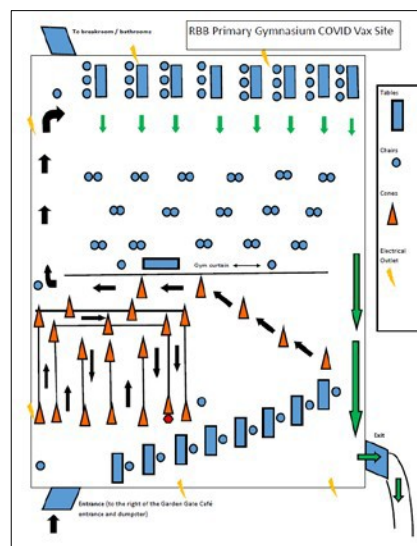 To breakroom / bathrooms
RBB Primary Gymnasium COVID Vax Site
Tables
Chairs
Cones
Electrical
Outlet
Gym curtain
Exit
Entrance (to the right of the Garden Gate Café
entrance and dumpster)